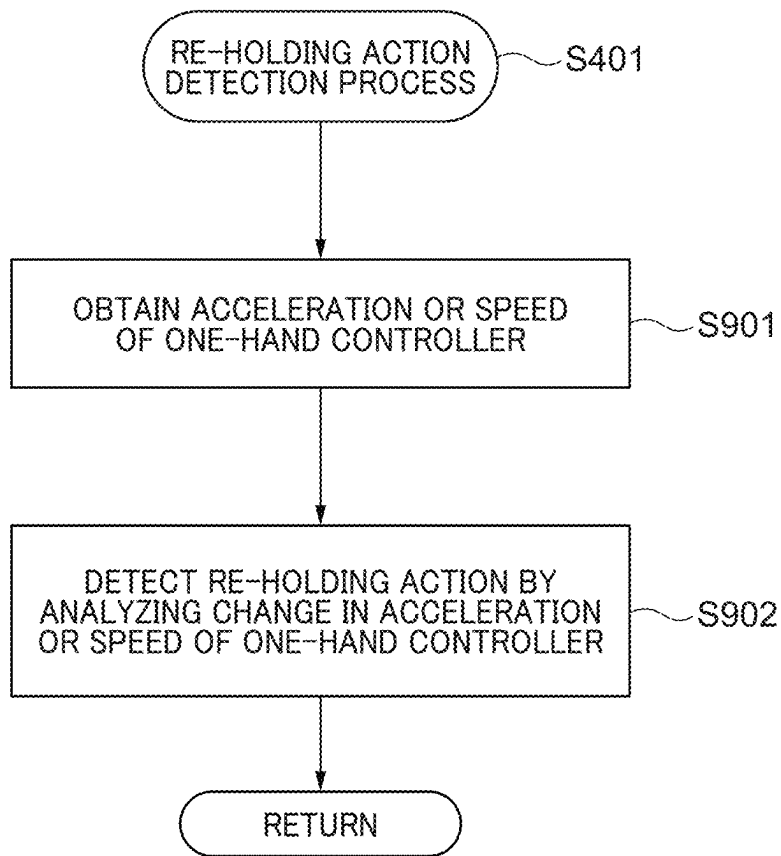 RE-HOLDING ACTION
DETECTION PROCESS
S401
OBTAIN ACCELERATION OR SPEED
OF ONE-HAND CONTROLLER
S901
DETECT RE-HOLDING ACTION BY
ANALYZING CHANGE IN ACCELERATION
OR SPEED OF ONE-HAND CONTROLLER
S902
RETURN